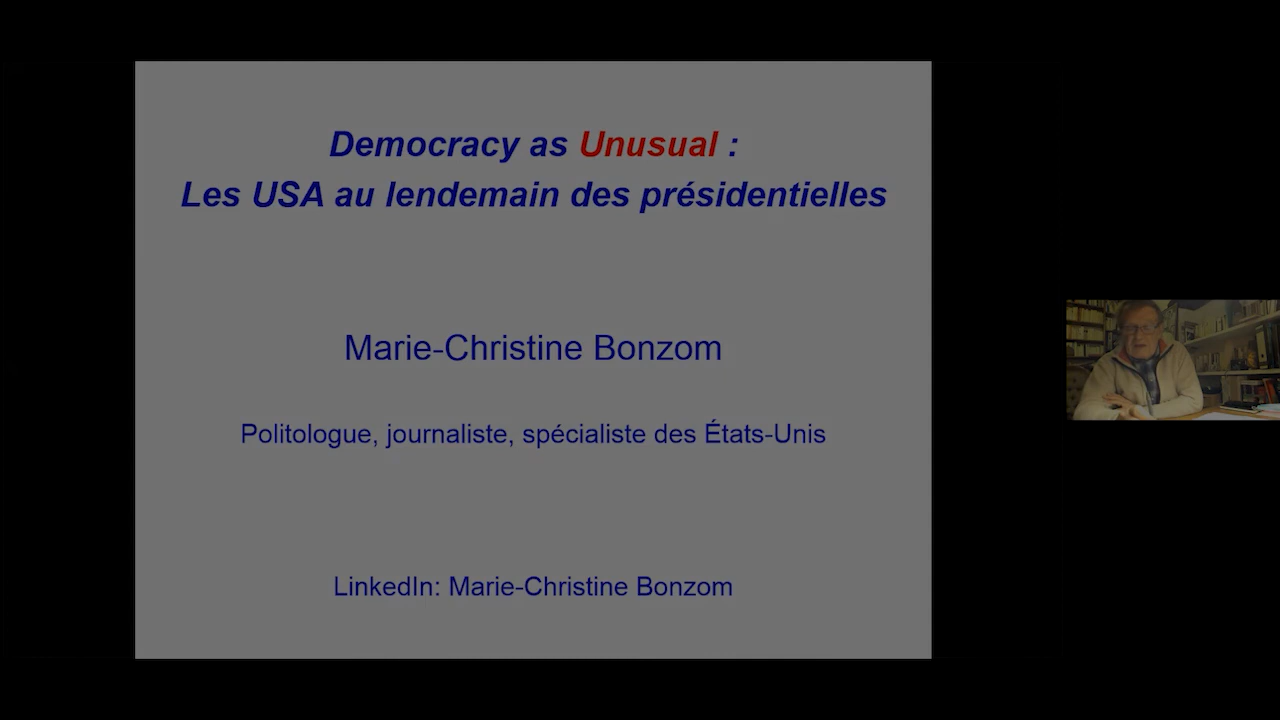 Democracy as Unusual :
Les USA au lendemain des présidentielles
Marie-Christine Bonzom
Politologue, journaliste, spécialiste des États-Unis
LinkedIn: Marie-Christine Bonzom